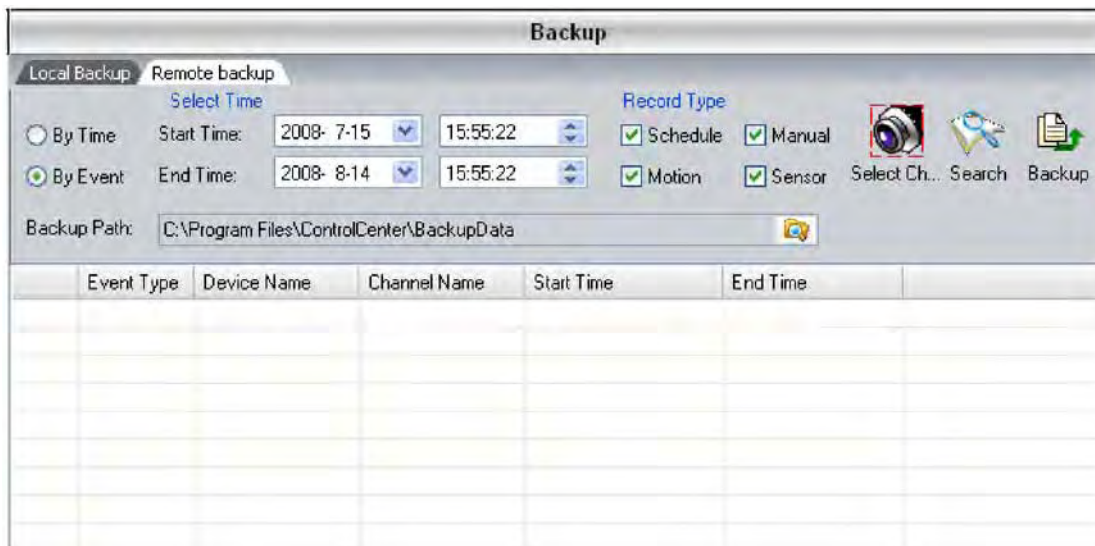 Backup
Local Backup Remote backup
Select Time Record Type
By Time Start Time: 2008- 7-15 15:55:22 Schedule Manual
By Event End Time: 2008- 8-14 15:55:22 Motion Sensor Select Ch... Search Backup
Backup Path: C:\Program Files\ControlCenter\BackupData
Event Type Device Name Channel Name Start Time End Time